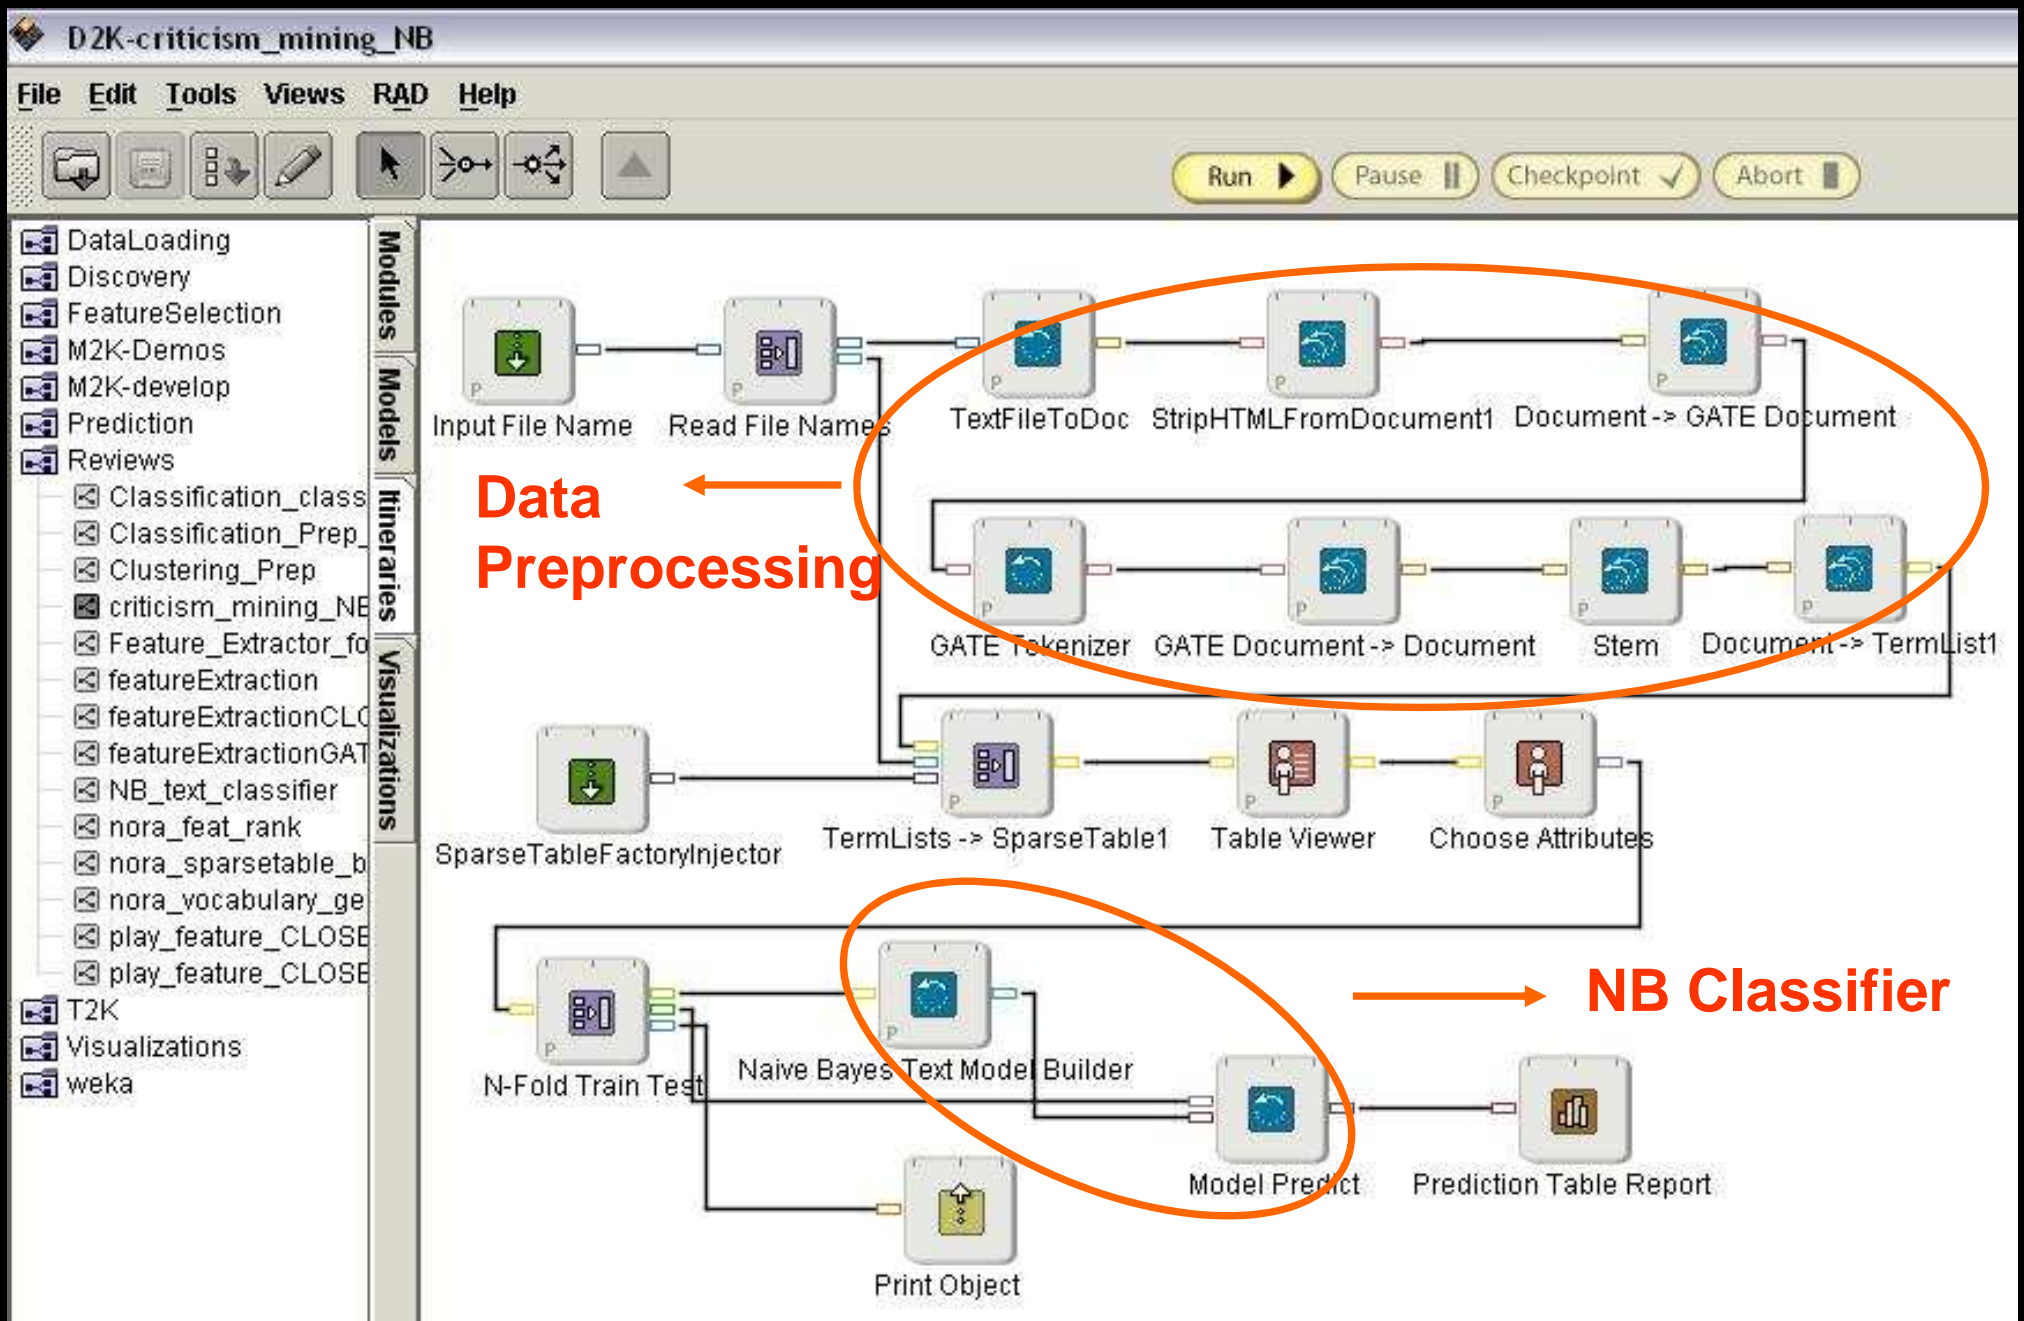 D2K-criticism_mining_NB
File Edit Tools Views RAD Help
Run Pause Checkpoint Abort
DataLoading
Discovery
FeatureSelection
M2K-Demos
M2K-develop
Prediction
Reviews
Classification_class
Classification_Prep_
Clustering_Prep
criticism_mining_NE
Feature_Extractor_fo
featureExtraction
featureExtractionCLO
featureExtractionGAT
NB_text_classifier
nora_feat_rank
nora_sparsetable_b
nora_vocabulary_ge
play_feature_CLOSE
play_feature_CLOSE
T2K
Visualizations
weka
Modules
Models
Itineraries
Visualizations
Input File Name
Read File Names
TextFileToDoc
StripHTMLFromDocument1
Document -> GATE Document
Data
Preprocessing
GATE Tokenizer
GATE Document -> Document
Stem
Document -> TermList1
SparseTableFactoryInjector
TermLists -> SparseTable1
Table Viewer
Choose Attributes
N-Fold Train Test
Naive Bayes Text Model Builder
NB Classifier
Model Predict
Prediction Table Report
Print Object